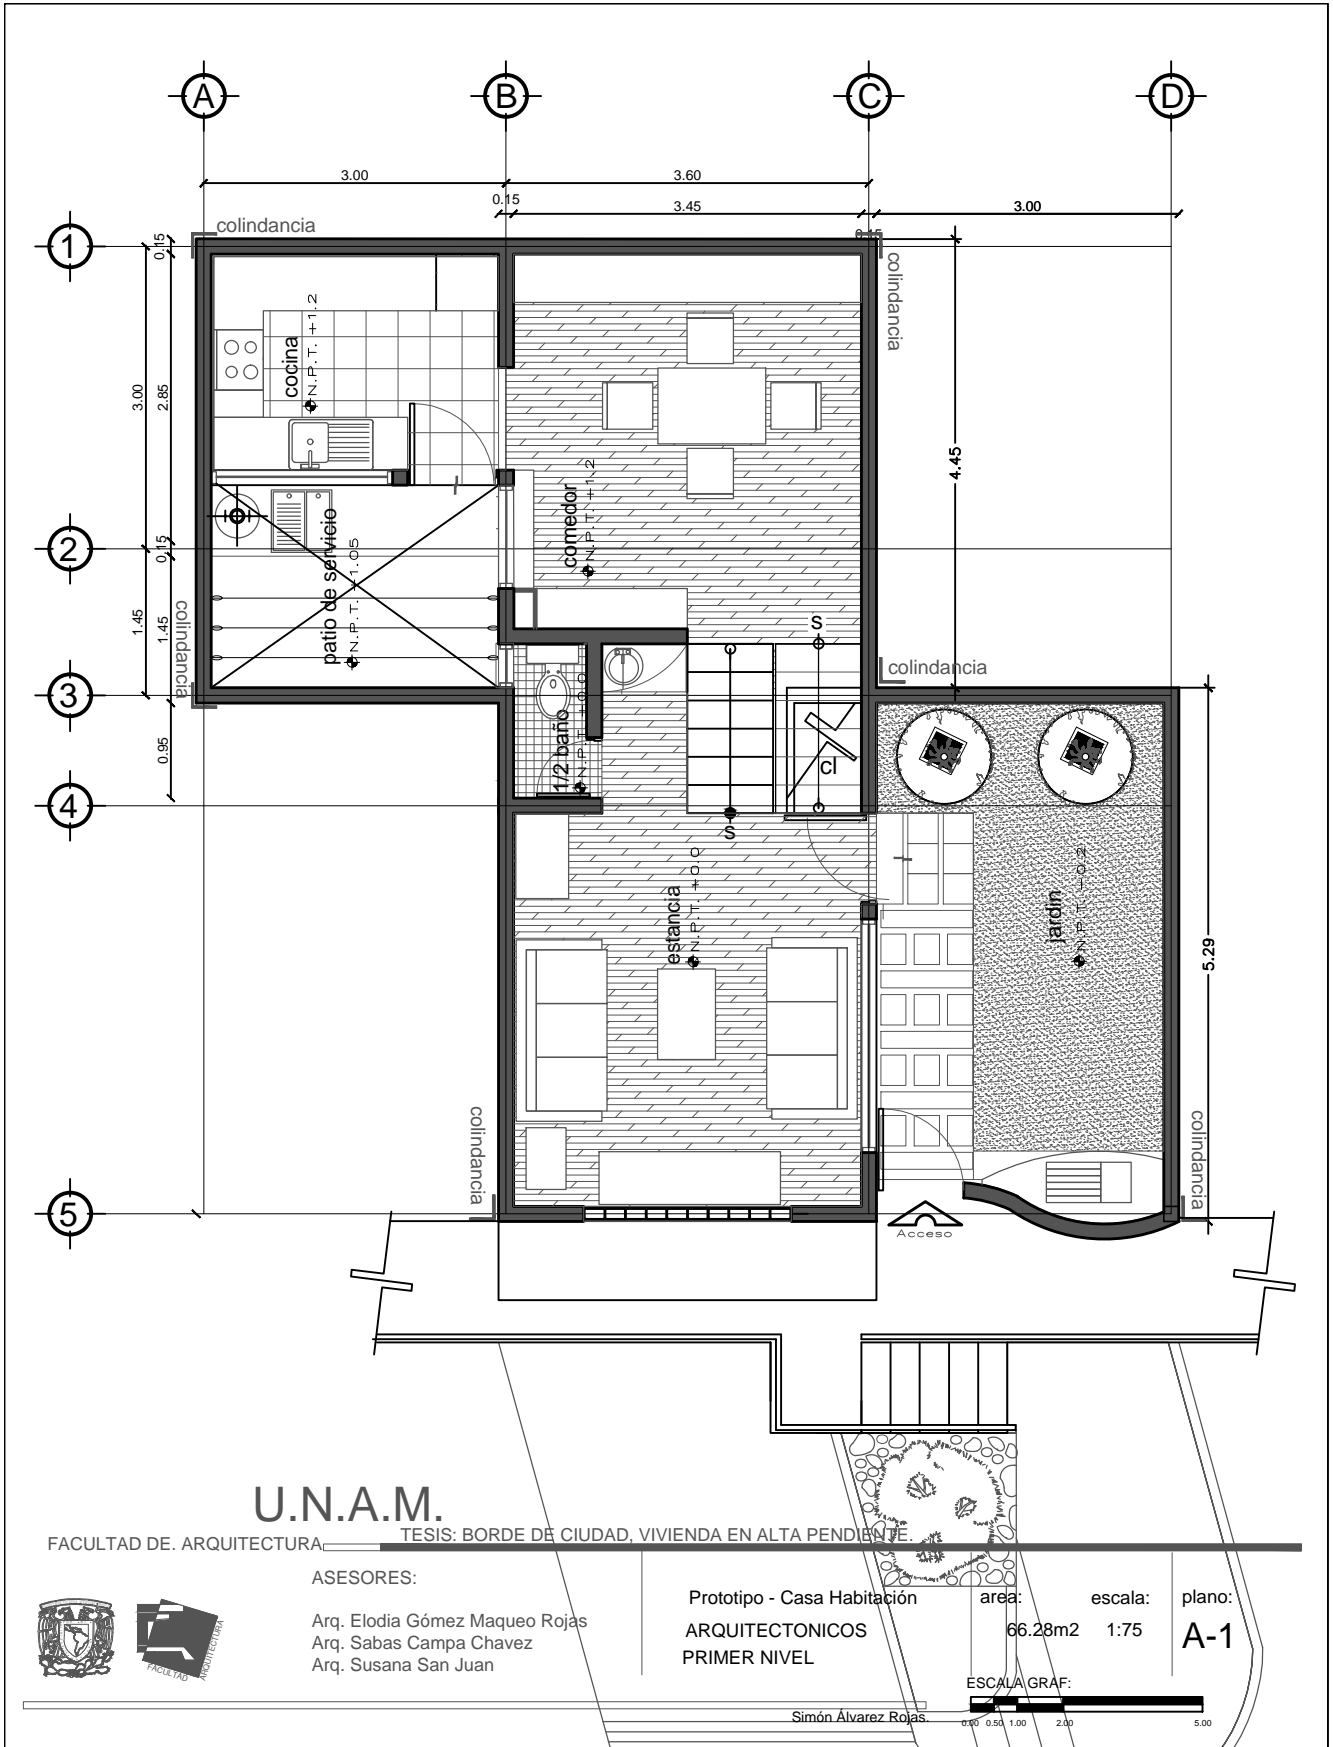 A
B
C
D
3.00
3.60
0.15
3.45
0.15
3.00
colindancia
1
0.15
colindancia
cocina
N.P.T. +1.2
3.00
2.85
4.45
comedor
N.P.T. +1.2
2
0.15
patio de servicio
N.P.T. +1.05
1.45
1.45
colindancia
S
colindancia
3
1/2 baño
N.P.T. +0.0
0.95
cl
4
S
estancia
N.P.T. +0.0
jardin
N.P.T. -0.2
5.29
colindancia
colindancia
5
Acceso
U.N.A.M.
FACULTAD DE. ARQUITECTURA
TESIS: BORDE DE CIUDAD, VIVIENDA EN ALTA PENDIENTE.
ASESORES:
Arq. Elodia Gómez Maqueo Rojas
Arq. Sabas Campa Chavez
Arq. Susana San Juan
FACULTAD
ARQUITECTURA
Prototipo - Casa Habitación
ARQUITECTONICOS
PRIMER NIVEL
area:
66.28m2
escala:
1:75
plano:
A-1
ESCALA GRAF:
0.00 0.50 1.00 2.00 5.00
Simón Álvarez Rojas.